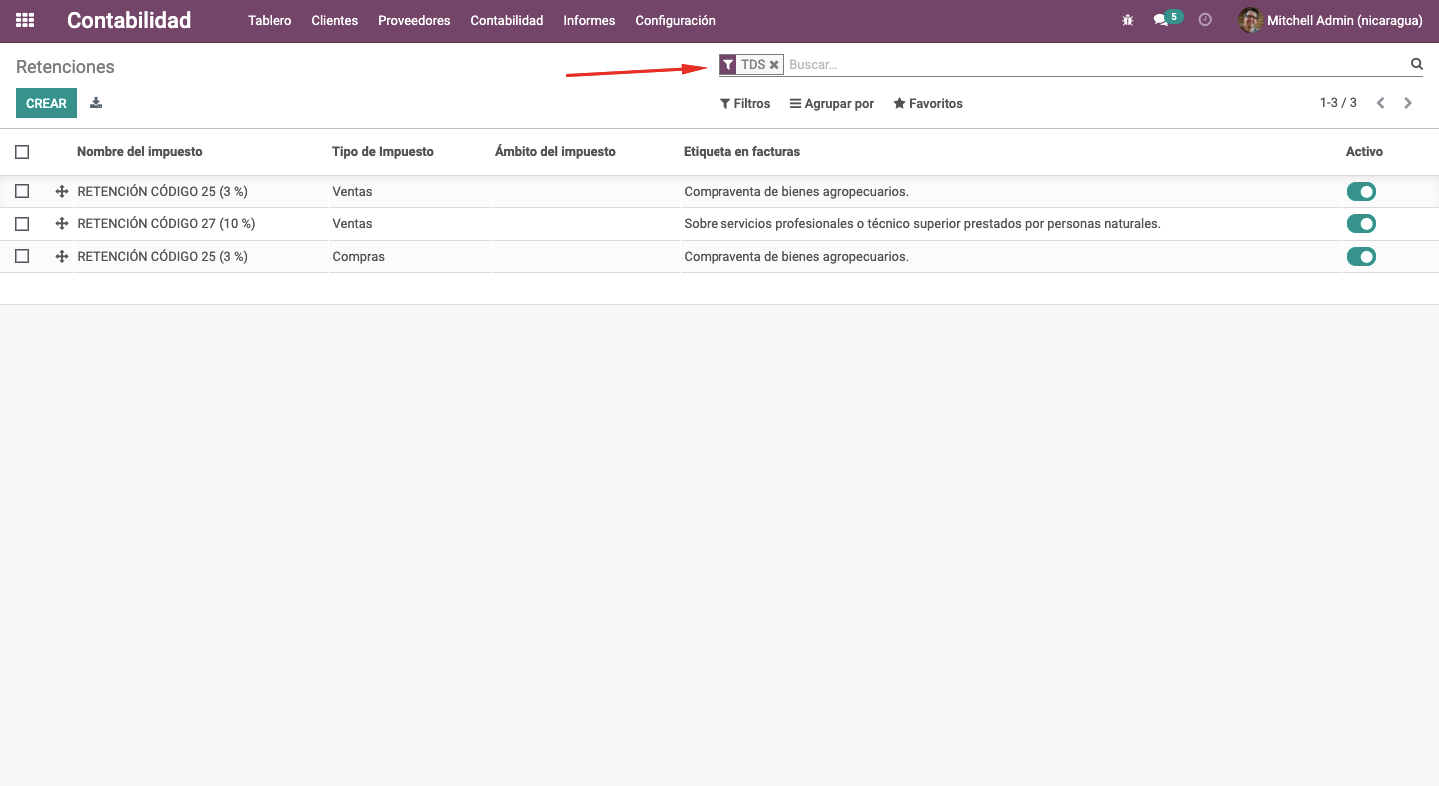 Contabilidad Tablero Clientes Proveedores Contabilidad Informes Configuración 5 Mitchell Admin (nicaragua)
Retenciones TDS Buscar...
CREAR Filtros Agrupar por Favoritos 1-3 / 3
Nombre del impuesto Tipo de Impuesto Ámbito del impuesto Etiqueta en facturas Activo
RETENCIÓN CÓDIGO 25 (3 %) Ventas Compraventa de bienes agropecuarios.
RETENCIÓN CÓDIGO 27 (10 %) Ventas Sobre servicios profesionales o técnico superior prestados por personas naturales.
RETENCIÓN CÓDIGO 25 (3 %) Compras Compraventa de bienes agropecuarios.